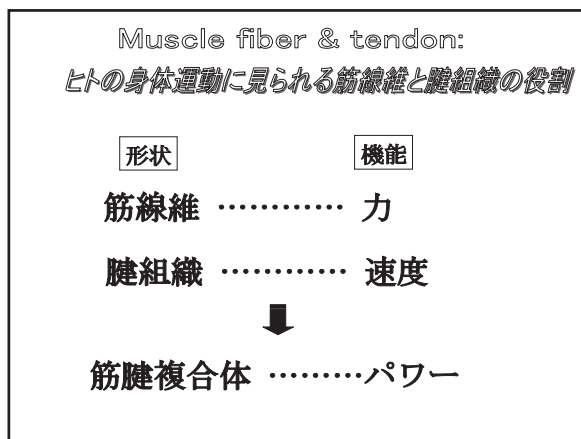 Muscle fiber & tendon:
ヒトの身体運動に見られる筋線維と腱組織の役割
形状 機能
筋線維 ………… 力
腱組織 ………… 速度
筋腱複合体 ………パワー